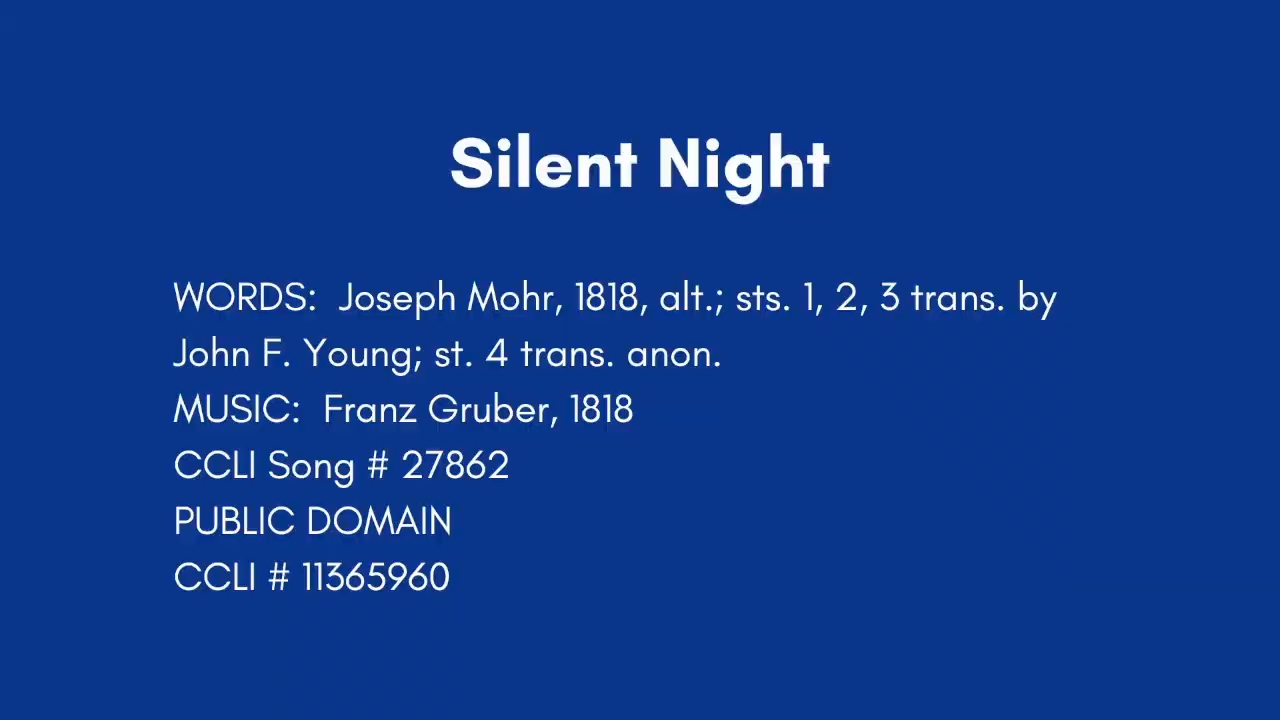 Silent Night
WORDS:  Joseph Mohr, 1818, alt.; sts. 1, 2, 3 trans. by
John F. Young; st. 4 trans. anon.
MUSIC:  Franz Gruber, 1818
CCLI Song # 27862
PUBLIC DOMAIN
CCLI # 11365960